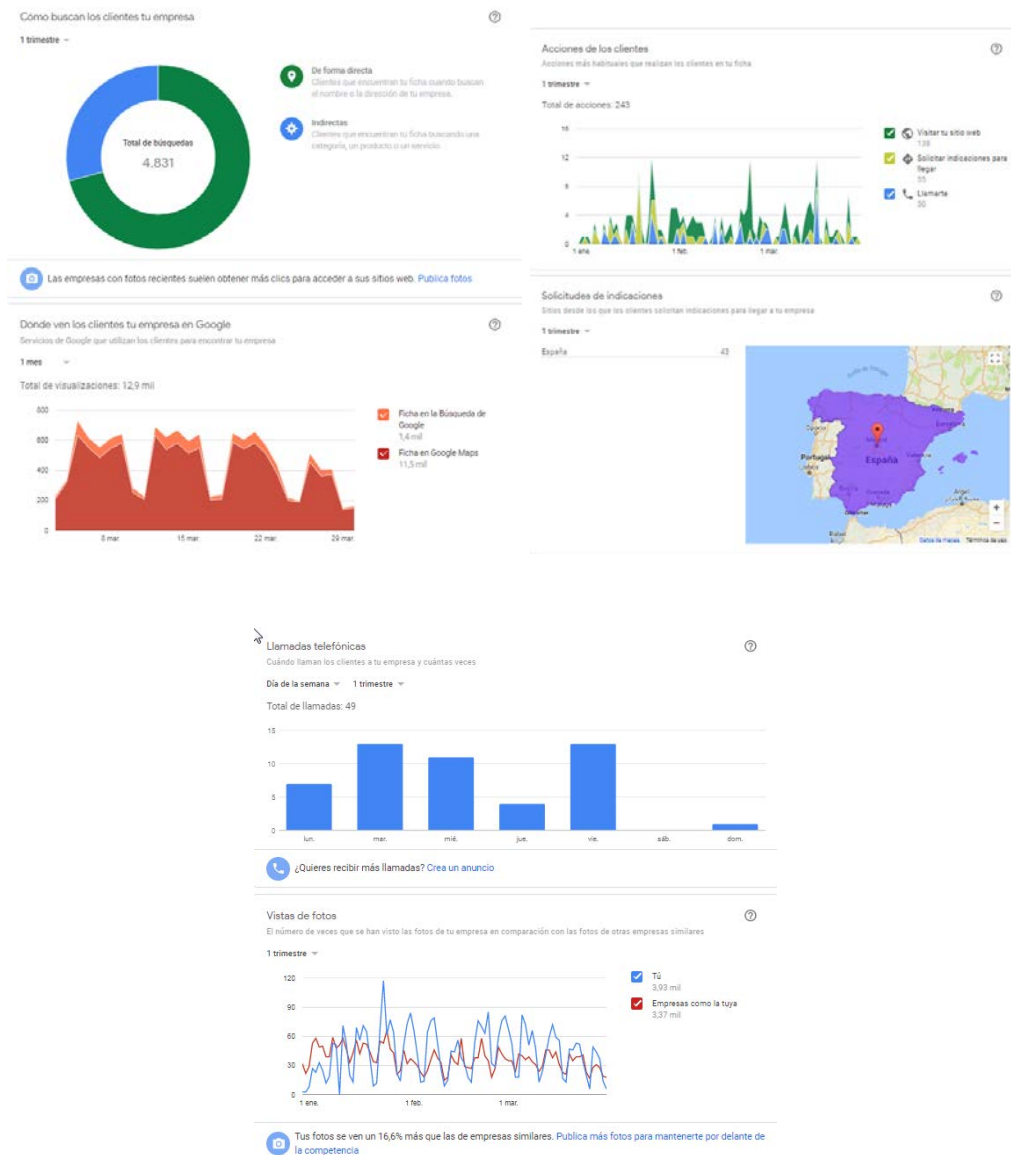 Cómo buscan los clientes tu empresa
1 trimestre
Total de búsquedas
4.831
De forma directa
Clientes que encuentran tu ficha cuando buscan
el nombre o la dirección de tu empresa.
Indirectas
Clientes que encuentran tu ficha buscando una
categoría, un producto o un servicio.
Las empresas con fotos recientes suelen obtener más clics para acceder a sus sitios web. Publica fotos
Donde ven los clientes tu empresa en Google
Servicios de Google que utilizan los clientes para encontrar tu empresa
1 mes
Total de visualizaciones: 12,9 mil
800
600
400
200
0
8 mar.
15 mar.
22 mar.
29 mar.
Ficha en la Búsqueda de
Google
1,4 mil
Ficha en Google Maps
11,5 mil
Acciones de los clientes
Acciones más habituales que realizan los clientes en tu ficha
1 trimestre
Total de acciones: 243
16
12
8
4
0
1 ene.
1 feb.
1 mar.
Visitar tu sitio web
138
Solicitar indicaciones para
llegar
55
Llamarte
Solicitudes de indicaciones
Sitios desde los que los clientes solicitan indicaciones para llegar a tu empresa
1 trimestre
España
43
Portugal
España
Datos de mapas
Términos de uso
Llamadas telefónicas
Cuándo llaman los clientes a tu empresa y cuántas veces
Día de la semana
1 trimestre
Total de llamadas: 49
15
10
5
0
lun.
mar.
mié.
jue.
vie.
sáb.
dom.
¿Quieres recibir más llamadas? Crea un anuncio
Vistas de fotos
El número de veces que se han visto las fotos de tu empresa en comparación con las fotos de otras empresas similares
1 trimestre
120
90
60
30
0
1 ene.
1 feb.
1 mar.
Tú
3,93 mil
Empresas como la tuya
3,37 mil
Tus fotos se ven un 16,6% más que las de empresas similares. Publica más fotos para mantenerte por delante de
la competencia